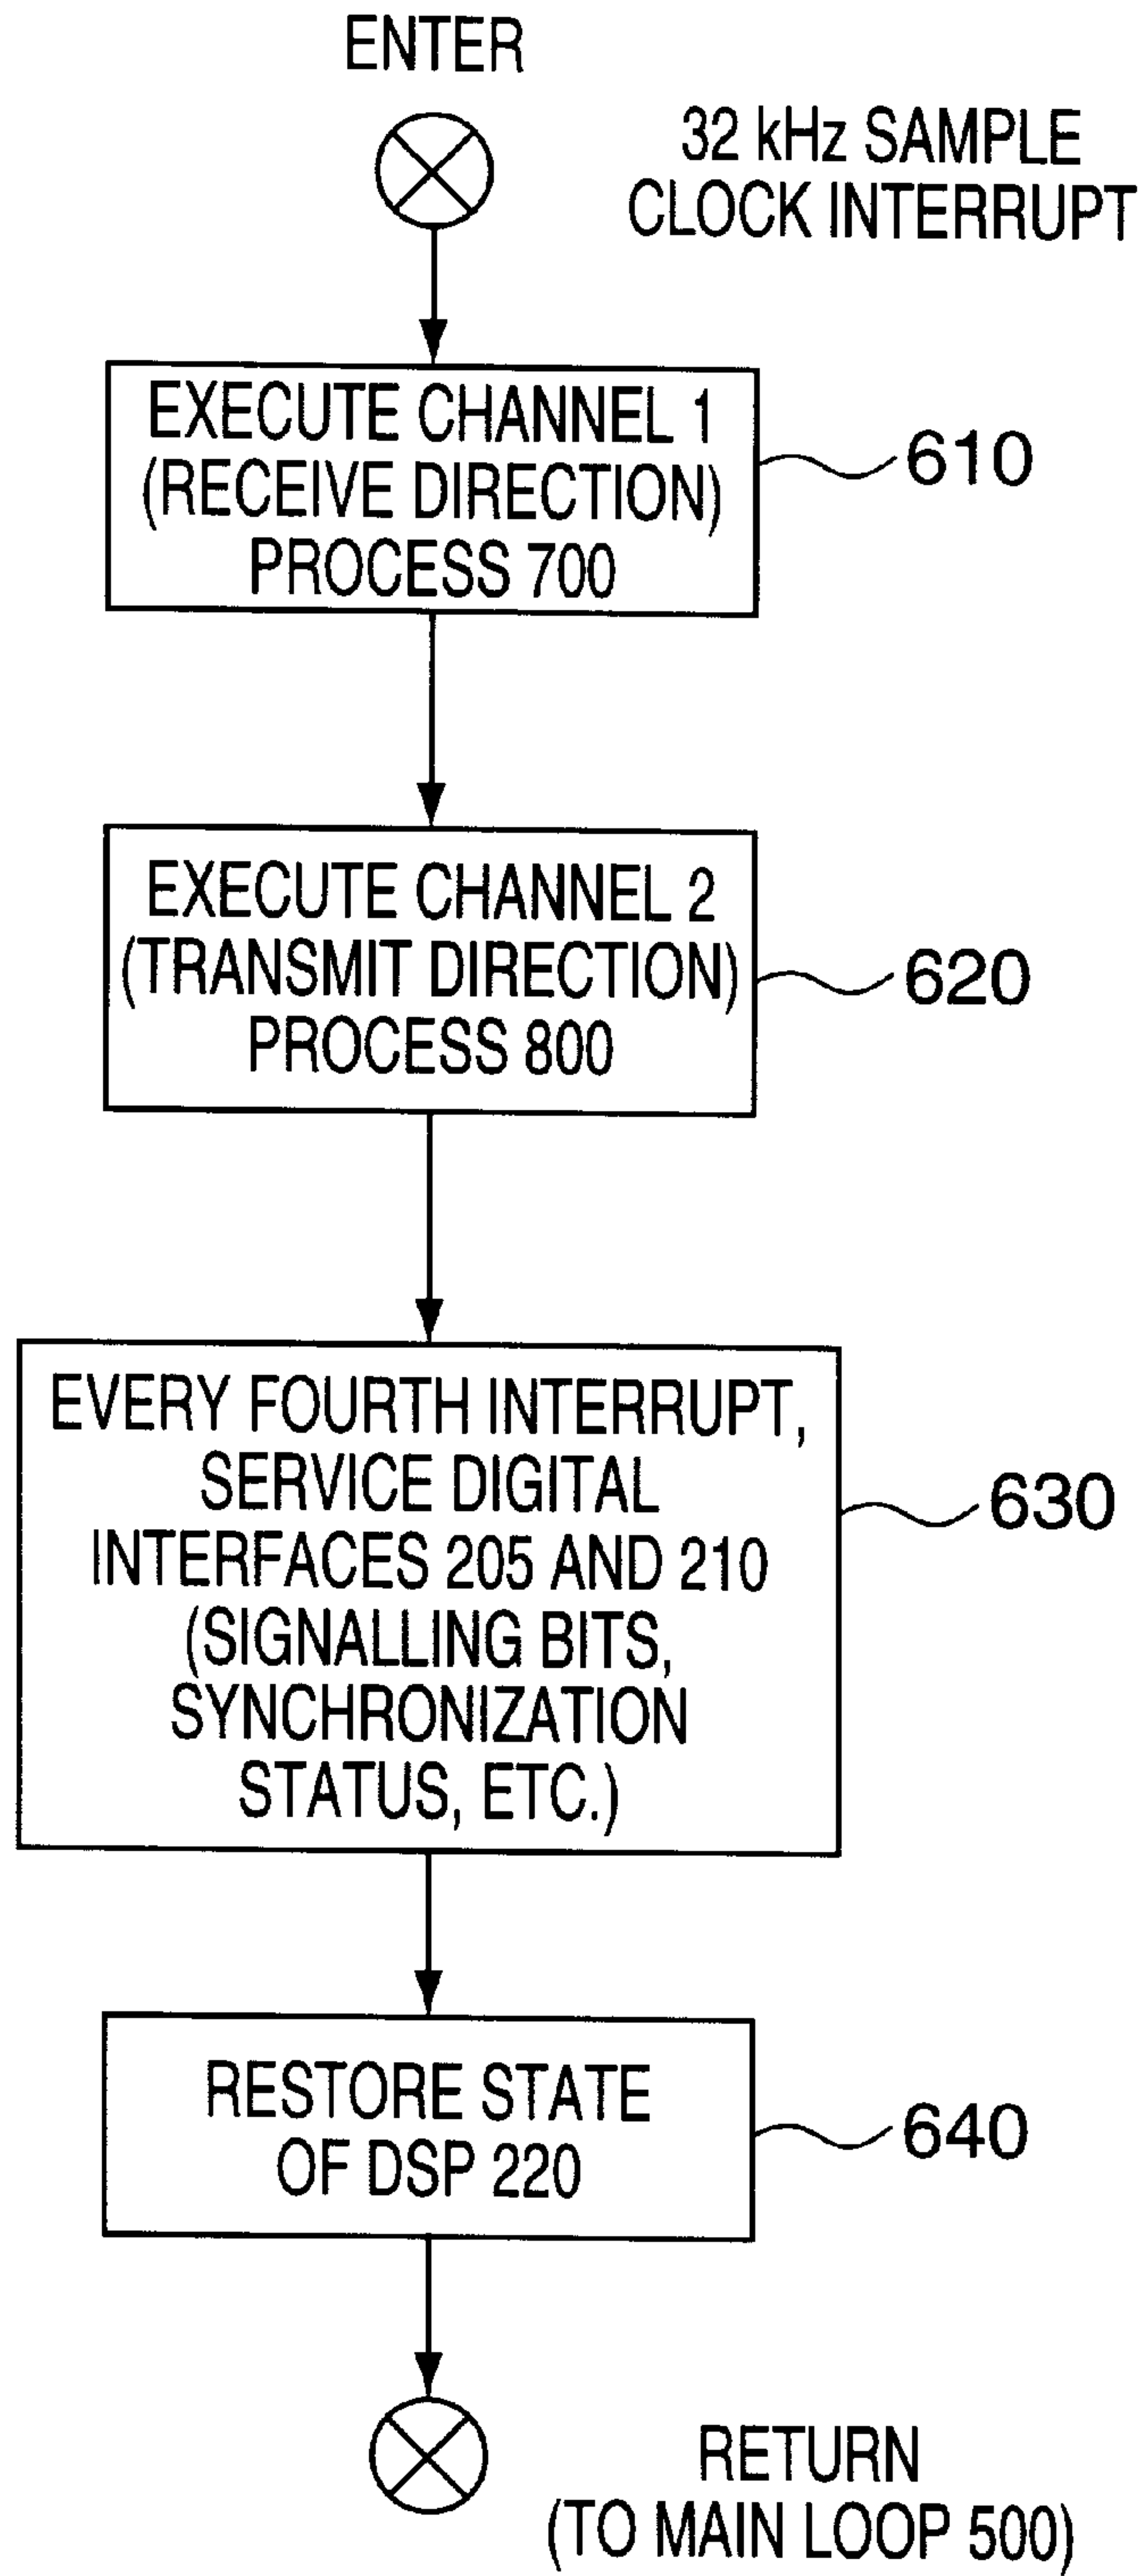 ENTER
32 kHz SAMPLE
CLOCK INTERRUPT
EXECUTE CHANNEL 1
(RECEIVE DIRECTION)
PROCESS 700
610
EXECUTE CHANNEL 2
(TRANSMIT DIRECTION)
PROCESS 800
620
EVERY FOURTH INTERRUPT,
SERVICE DIGITAL
INTERFACES 205 AND 210
(SIGNALLING BITS,
SYNCHRONIZATION
STATUS, ETC.)
630
RESTORE STATE
OF DSP 220
640
RETURN
(TO MAIN LOOP 500)